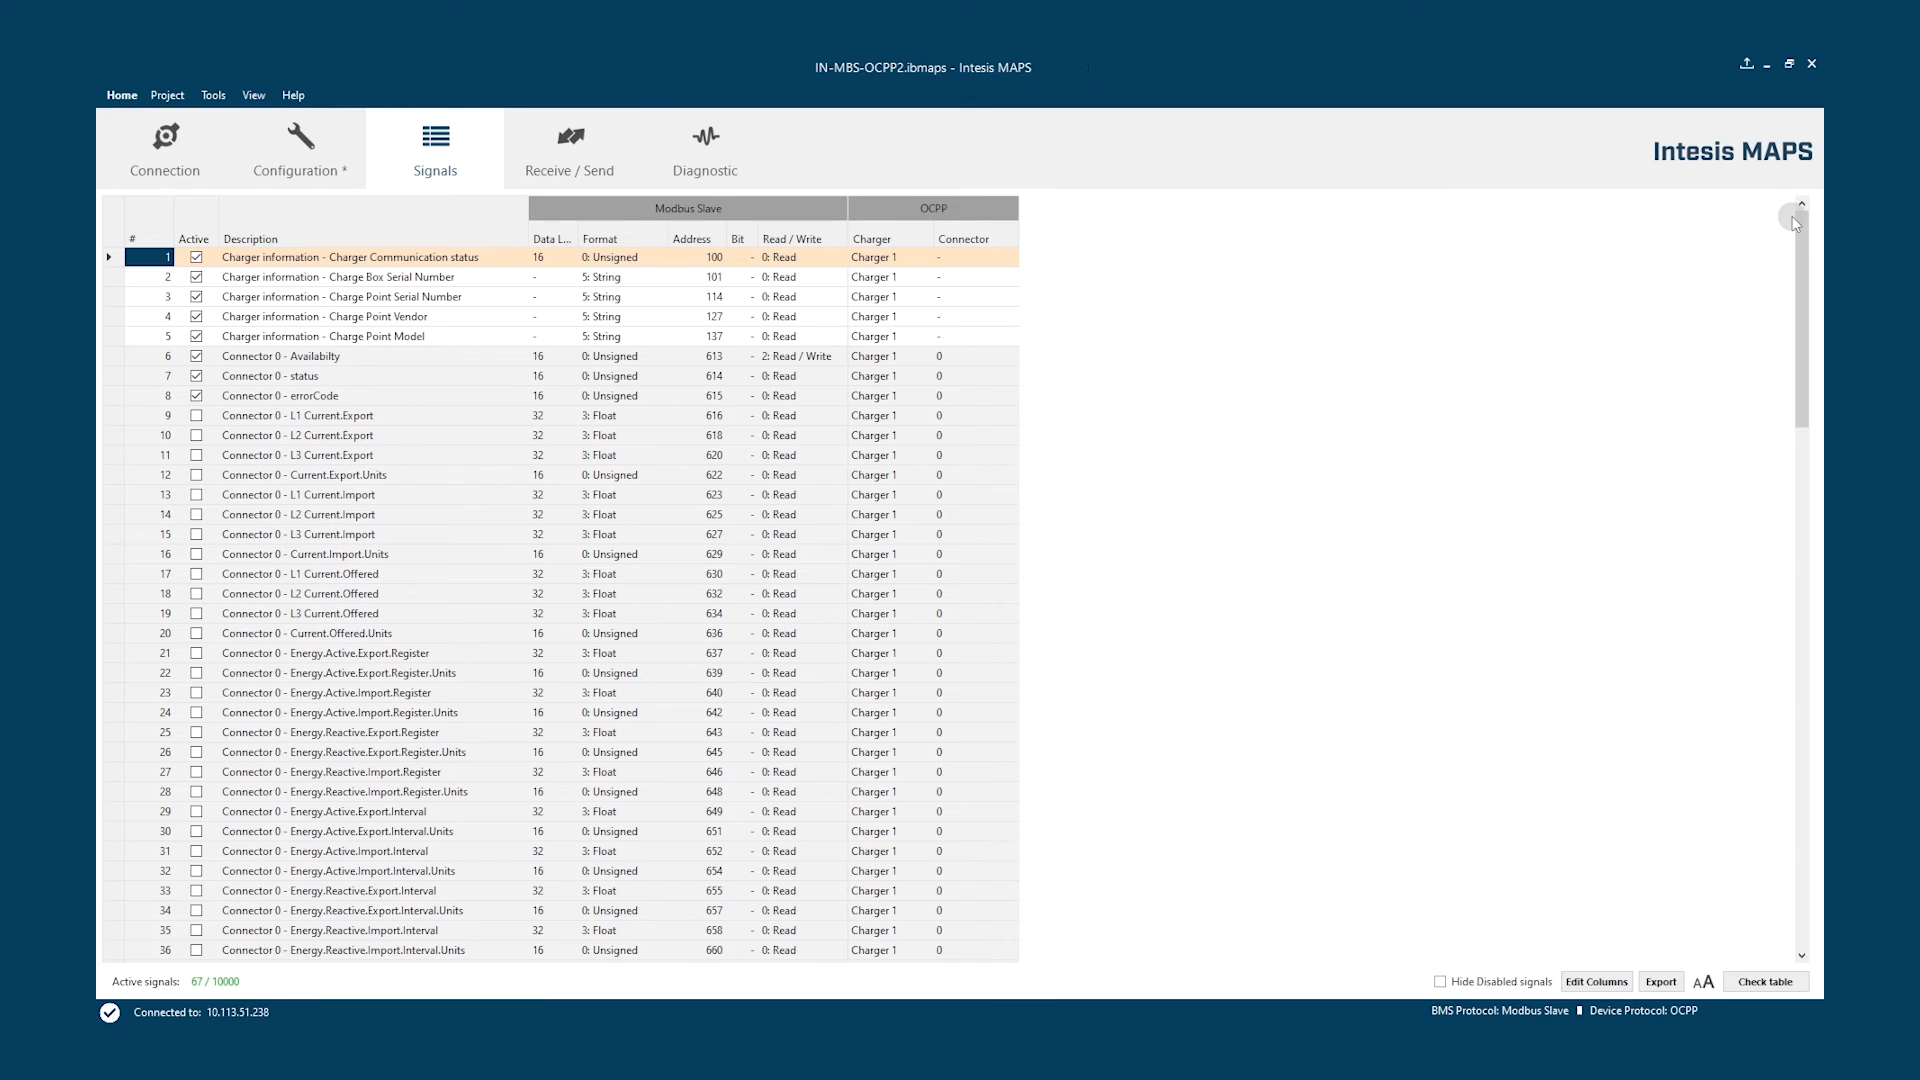 IN-MBS-OCPP2.ibmaps - Intesis MAPS
Home Project Tools View Help
Connection Configuration * Signals Receive / Send Diagnostic
Intesis MAPS
Modbus Slave OCPP
# Active Description Data L... Format Address Bit Read / Write Charger Connector
1 Charger information - Charger Communication status 16 0: Unsigned 100 - 0: Read Charger 1 -
2 Charger information - Charge Box Serial Number - 5: String 101 - 0: Read Charger 1 -
3 Charger information - Charge Point Serial Number - 5: String 114 - 0: Read Charger 1 -
4 Charger information - Charge Point Vendor - 5: String 127 - 0: Read Charger 1 -
5 Charger information - Charge Point Model - 5: String 137 - 0: Read Charger 1 -
6 Connector 0 - Availabilty 16 0: Unsigned 613 - 2: Read / Write Charger 1 0
7 Connector 0 - status 16 0: Unsigned 614 - 0: Read Charger 1 0
8 Connector 0 - errorCode 16 0: Unsigned 615 - 0: Read Charger 1 0
9 Connector 0 - L1 Current.Export 32 3: Float 616 - 0: Read Charger 1 0
10 Connector 0 - L2 Current.Export 32 3: Float 618 - 0: Read Charger 1 0
11 Connector 0 - L3 Current.Export 32 3: Float 620 - 0: Read Charger 1 0
12 Connector 0 - Current.Export.Units 16 0: Unsigned 622 - 0: Read Charger 1 0
13 Connector 0 - L1 Current.Import 32 3: Float 623 - 0: Read Charger 1 0
14 Connector 0 - L2 Current.Import 32 3: Float 625 - 0: Read Charger 1 0
15 Connector 0 - L3 Current.Import 32 3: Float 627 - 0: Read Charger 1 0
16 Connector 0 - Current.Import.Units 16 0: Unsigned 629 - 0: Read Charger 1 0
17 Connector 0 - L1 Current.Offered 32 3: Float 630 - 0: Read Charger 1 0
18 Connector 0 - L2 Current.Offered 32 3: Float 632 - 0: Read Charger 1 0
19 Connector 0 - L3 Current.Offered 32 3: Float 634 - 0: Read Charger 1 0
20 Connector 0 - Current.Offered.Units 16 0: Unsigned 636 - 0: Read Charger 1 0
21 Connector 0 - Energy.Active.Export.Register 32 3: Float 637 - 0: Read Charger 1 0
22 Connector 0 - Energy.Active.Export.Register.Units 16 0: Unsigned 639 - 0: Read Charger 1 0
23 Connector 0 - Energy.Active.Import.Register 32 3: Float 640 - 0: Read Charger 1 0
24 Connector 0 - Energy.Active.Import.Register.Units 16 0: Unsigned 642 - 0: Read Charger 1 0
25 Connector 0 - Energy.Reactive.Export.Register 32 3: Float 643 - 0: Read Charger 1 0
26 Connector 0 - Energy.Reactive.Export.Register.Units 16 0: Unsigned 645 - 0: Read Charger 1 0
27 Connector 0 - Energy.Reactive.Import.Register 32 3: Float 646 - 0: Read Charger 1 0
28 Connector 0 - Energy.Reactive.Import.Register.Units 16 0: Unsigned 648 - 0: Read Charger 1 0
29 Connector 0 - Energy.Active.Export.Interval 32 3: Float 649 - 0: Read Charger 1 0
30 Connector 0 - Energy.Active.Export.Interval.Units 16 0: Unsigned 651 - 0: Read Charger 1 0
31 Connector 0 - Energy.Active.Import.Interval 32 3: Float 652 - 0: Read Charger 1 0
32 Connector 0 - Energy.Active.Import.Interval.Units 16 0: Unsigned 654 - 0: Read Charger 1 0
33 Connector 0 - Energy.Reactive.Export.Interval 32 3: Float 655 - 0: Read Charger 1 0
34 Connector 0 - Energy.Reactive.Export.Interval.Units 16 0: Unsigned 657 - 0: Read Charger 1 0
35 Connector 0 - Energy.Reactive.Import.Interval 32 3: Float 658 - 0: Read Charger 1 0
36 Connector 0 - Energy.Reactive.Import.Interval.Units 16 0: Unsigned 660 - 0: Read Charger 1 0
Active signals: 67 / 10000 Hide Disabled signals Edit Columns Export AA Check table
Connected to: 10.113.51.238 BMS Protocol: Modbus Slave Device Protocol: OCPP